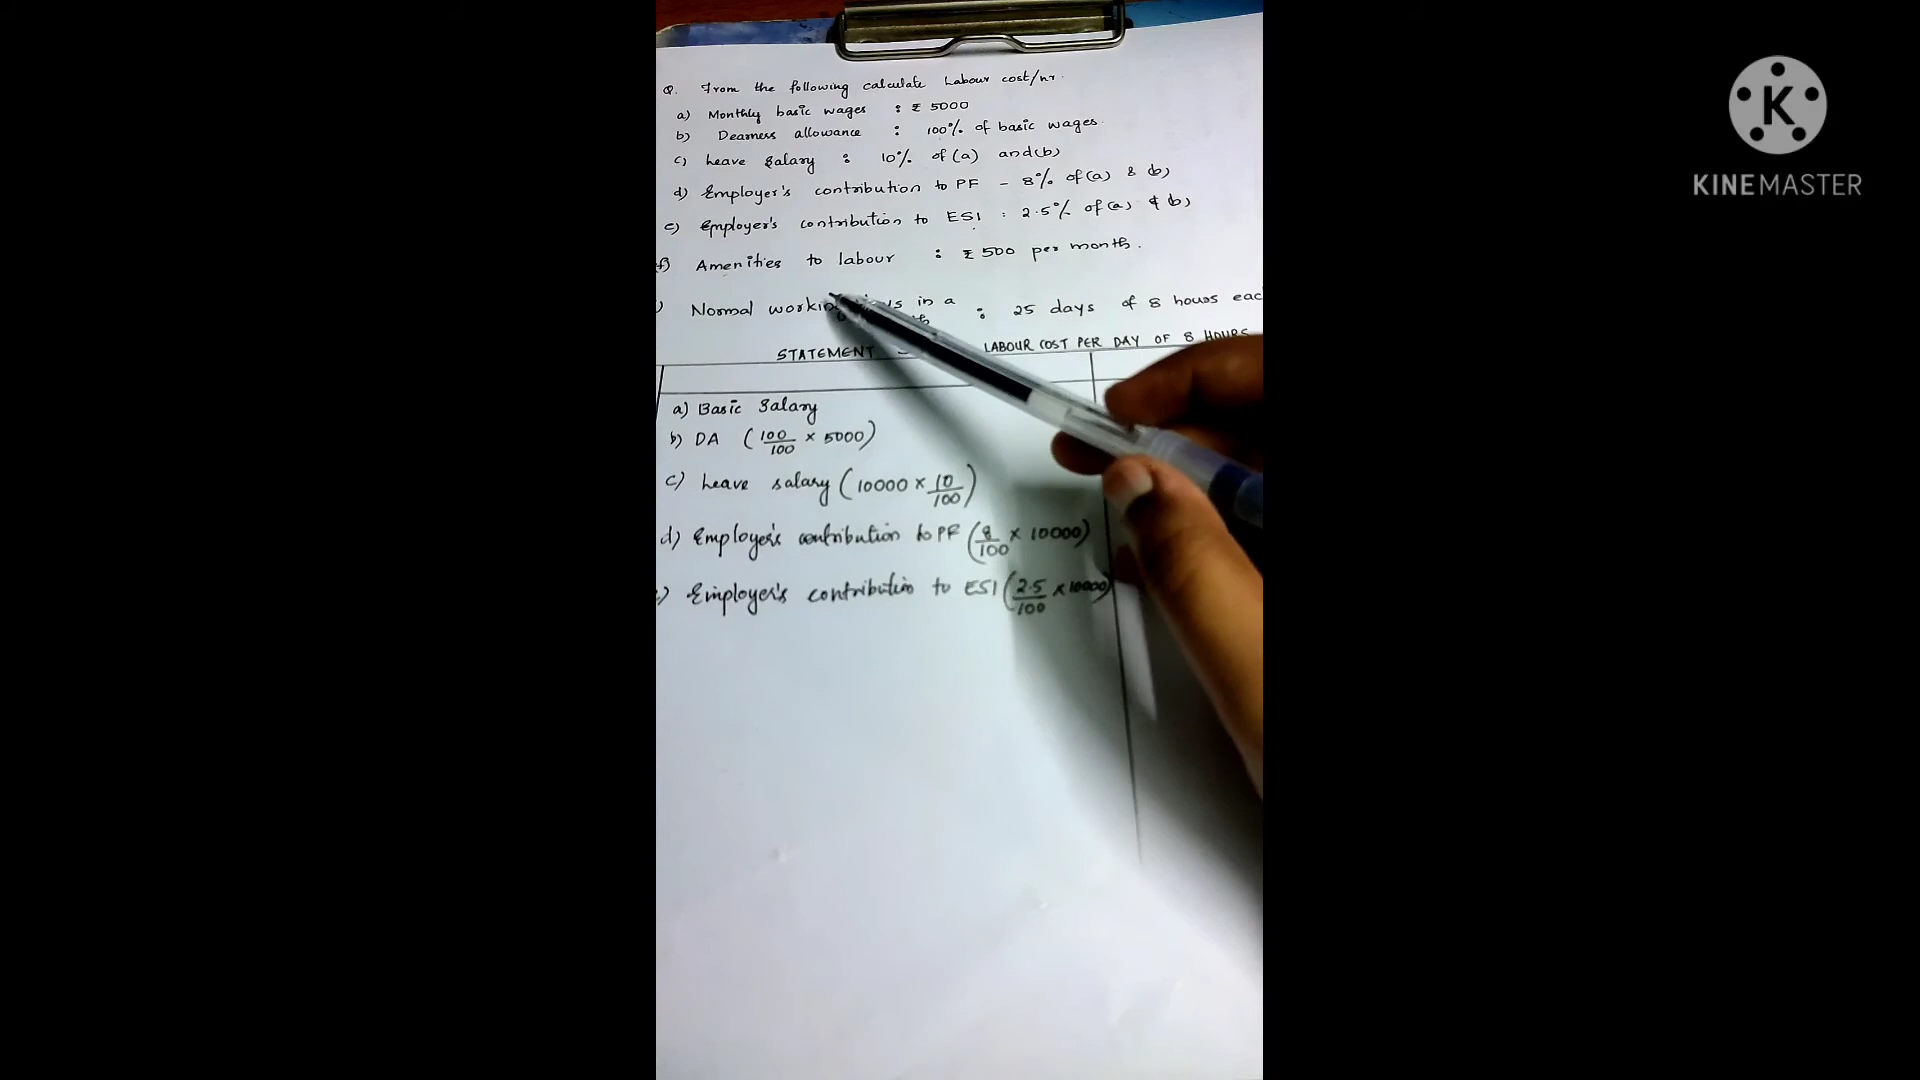 Q. From the following calculate Labour cost/hr.
a) Monthly basic wages : ₹ 5000
b) Dearness allowance : 100% of basic wages.
c) Leave Salary : 10% of (a) and (b)
d) Employer's contribution to PF - 8% of (a) & b)
e) Employer's contribution to ESI : 2.5% of (a) & b)
f) Amenities to labour : ₹ 500 per month.
) Normal in a : 25 days of 8 hours each
STATEMENT LABOUR COST PER DAY OF 8 HOURS
a) Basic Salary
b) DA (100/100 × 5000)
c) Leave salary (10000 × 10/100)
d) Employer's contribution to PF (8/100 × 10000)
) Employer's contribution to ESI (2.5/100 × 10000)
K
KINEMASTER